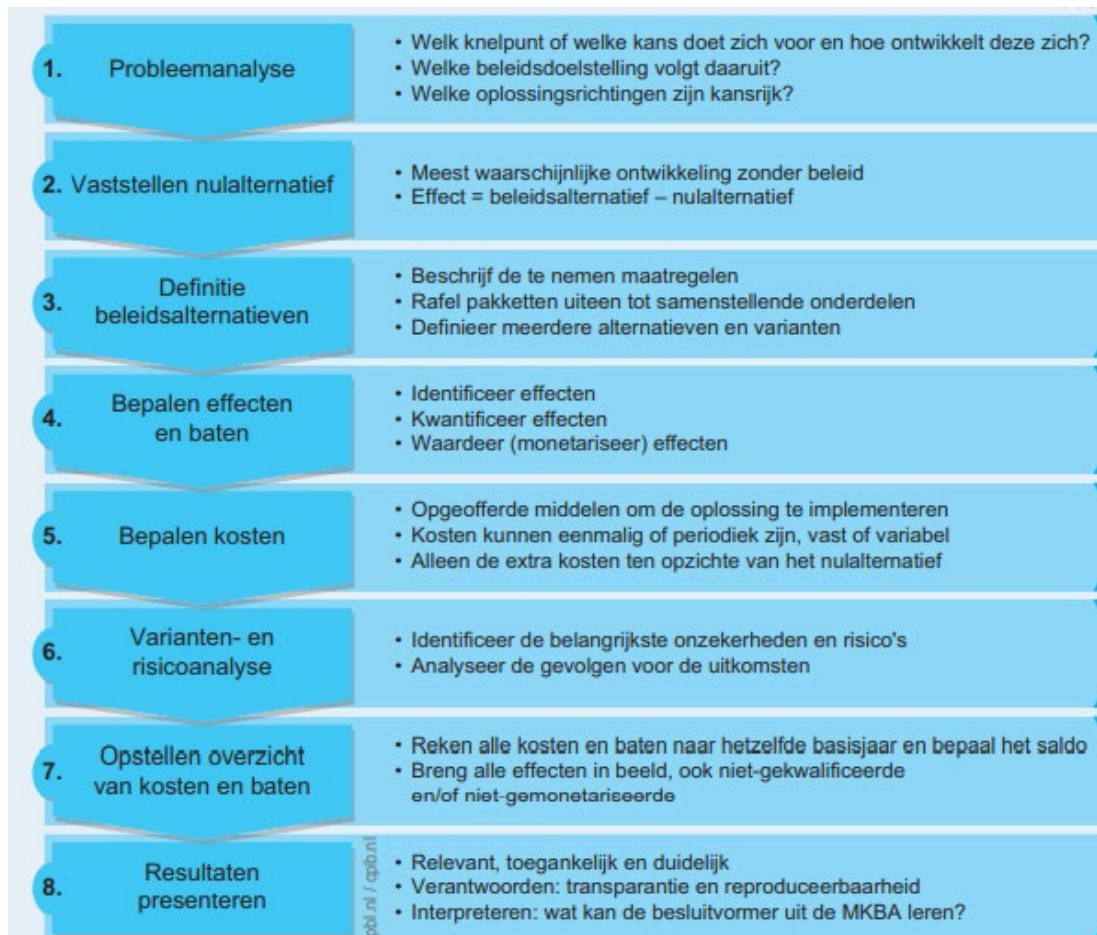 1. Probleemanalyse
• Welk knelpunt of welke kans doet zich voor en hoe ontwikkelt deze zich?
• Welke beleidsdoelstelling volgt daaruit?
• Welke oplossingsrichtingen zijn kansrijk?
2. Vaststellen nulalternatief
• Meest waarschijnlijke ontwikkeling zonder beleid
• Effect = beleidsalternatief – nulalternatief
3. Definitie
beleidsalternatieven
• Beschrijf de te nemen maatregelen
• Rafel pakketten uiteen tot samenstellende onderdelen
• Definieer meerdere alternatieven en varianten
4. Bepalen effecten
en baten
• Identificeer effecten
• Kwantificeer effecten
• Waardeer (monetariseer) effecten
5. Bepalen kosten
• Opgeofferde middelen om de oplossing te implementeren
• Kosten kunnen eenmalig of periodiek zijn, vast of variabel
• Alleen de extra kosten ten opzichte van het nulalternatief
6. Varianten- en
risicoanalyse
• Identificeer de belangrijkste onzekerheden en risico's
• Analyseer de gevolgen voor de uitkomsten
7. Opstellen overzicht
van kosten en baten
• Reken alle kosten en baten naar hetzelfde basisjaar en bepaal het saldo
• Breng alle effecten in beeld, ook niet-gekwalificeerde
en/of niet-gemonetariseerde
8. Resultaten
presenteren
• Relevant, toegankelijk en duidelijk
• Verantwoorden: transparantie en reproduceerbaarheid
• Interpreteren: wat kan de besluitvormer uit de MKBA leren?
pbl.nl / cpb.nl